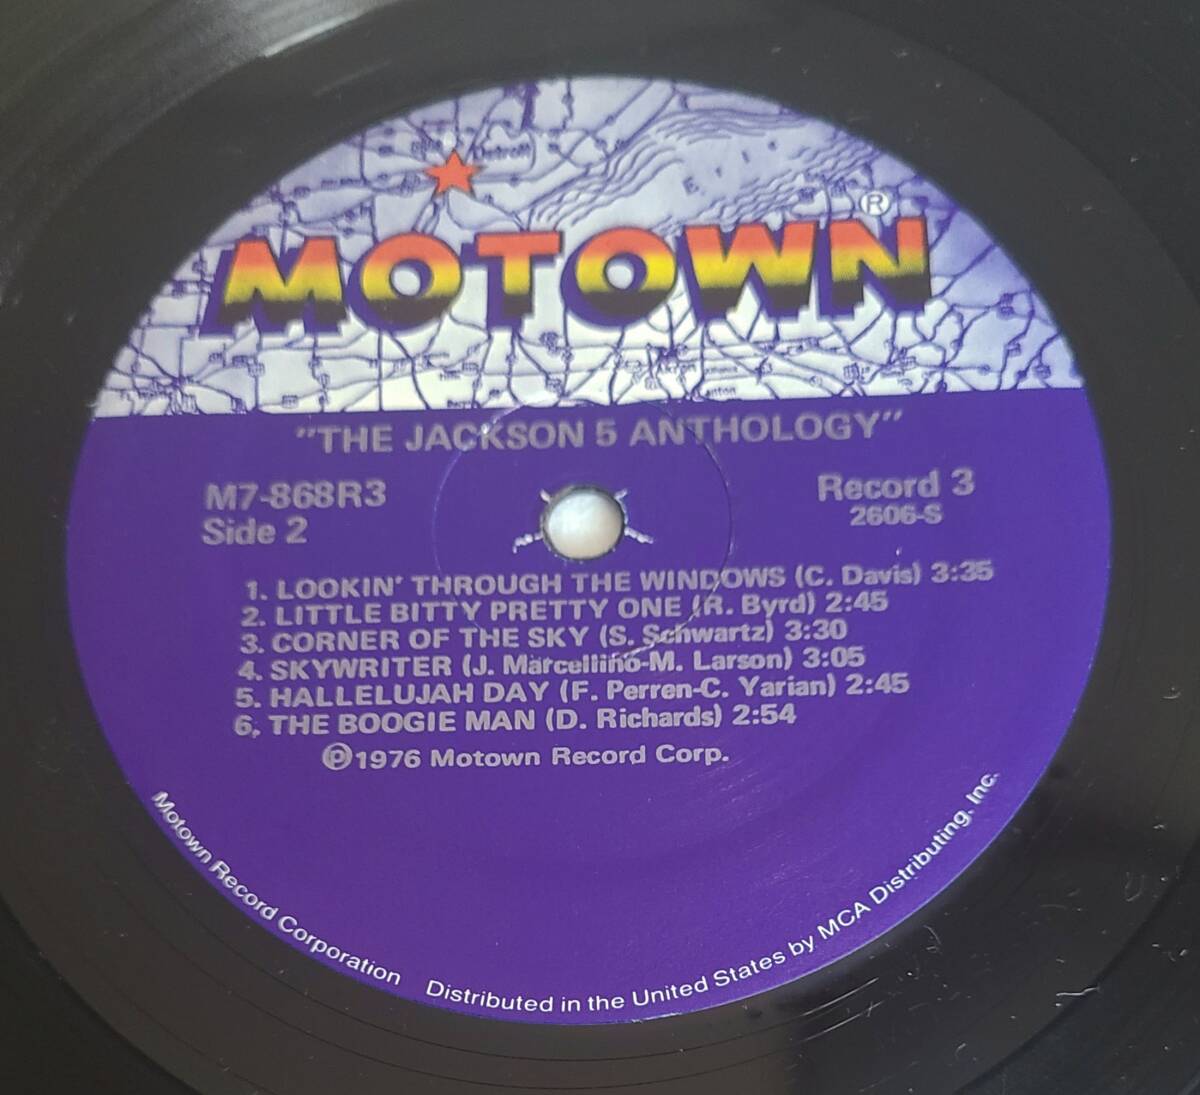 Detroit
Erie
MOTOWN®
"THE JACKSON 5 ANTHOLOGY"
M7-868R3
Record 3
Side 2
2606-S
1. LOOKIN' THROUGH THE WINDOWS (C. Davis) 3:35
2. LITTLE BITTY PRETTY ONE (R. Byrd) 2:45
3. CORNER OF THE SKY (S. Schwartz) 3:30
4. SKYWRITER (J. Marcellino-M. Larson) 3:05
5. HALLELUJAH DAY (F. Perren-C. Yarian) 2:45
6. THE BOOGIE MAN (D. Richards) 2:54
℗1976 Motown Record Corp.
Motown Record Corporation Distributed in the United States by MCA Distributing, Inc.